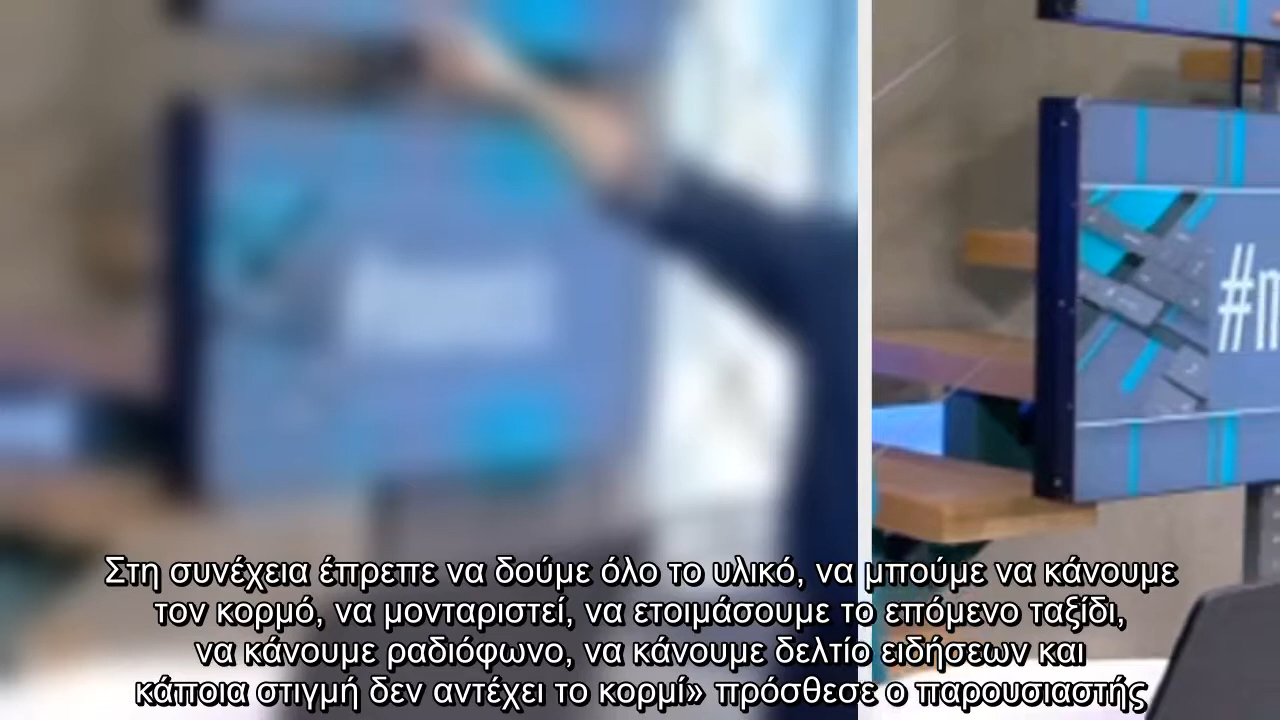 #m
Στη συνέχεια έπρεπε να δούμε όλο το υλικό, να μπούμε να κάνουμε
τον κορμό, να μονταριστεί, να ετοιμάσουμε το επόμενο ταξίδι,
να κάνουμε ραδιόφωνο, να κάνουμε δελτίο ειδήσεων και
κάποια στιγμή δεν αντέχει το κορμί» πρόσθεσε ο παρουσιαστής